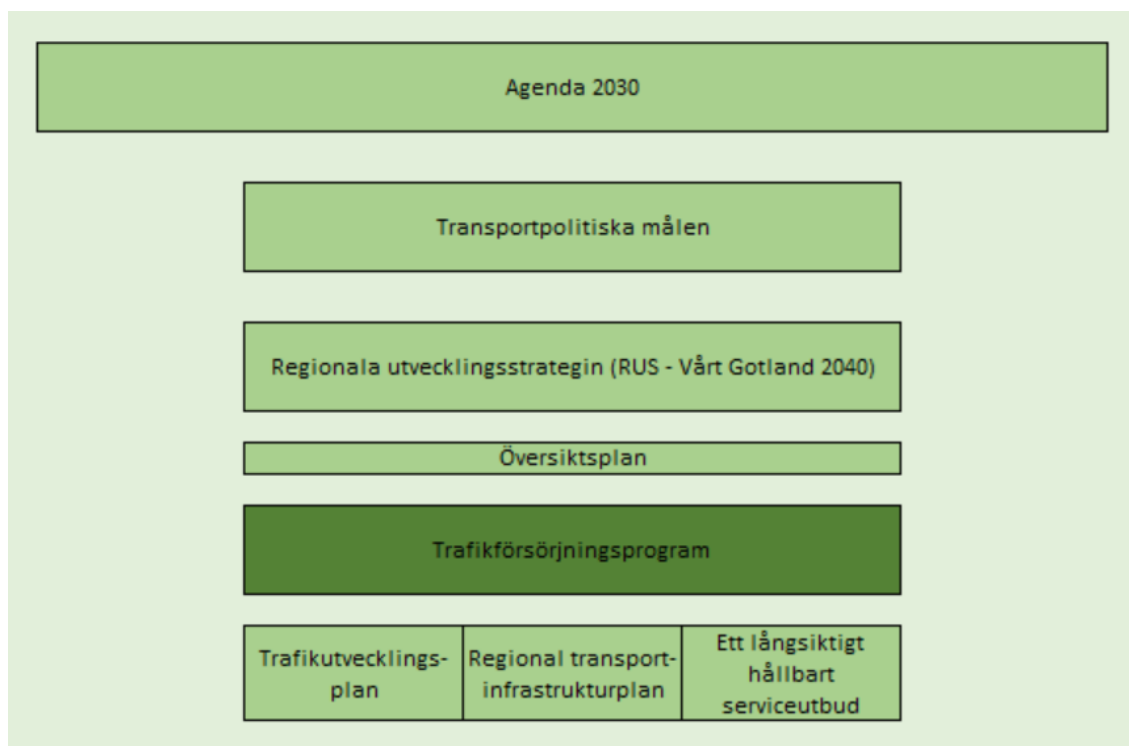 Agenda 2030
Transportpolitiska målen
Regionala utvecklingsstrategin (RUS - Vårt Gotland 2040)
Översiktsplan
Trafikförsörjningsprogram
Trafikutvecklings-
plan
Regional transport-
infrastrukturplan
Ett långsiktigt
hållbart
serviceutbud